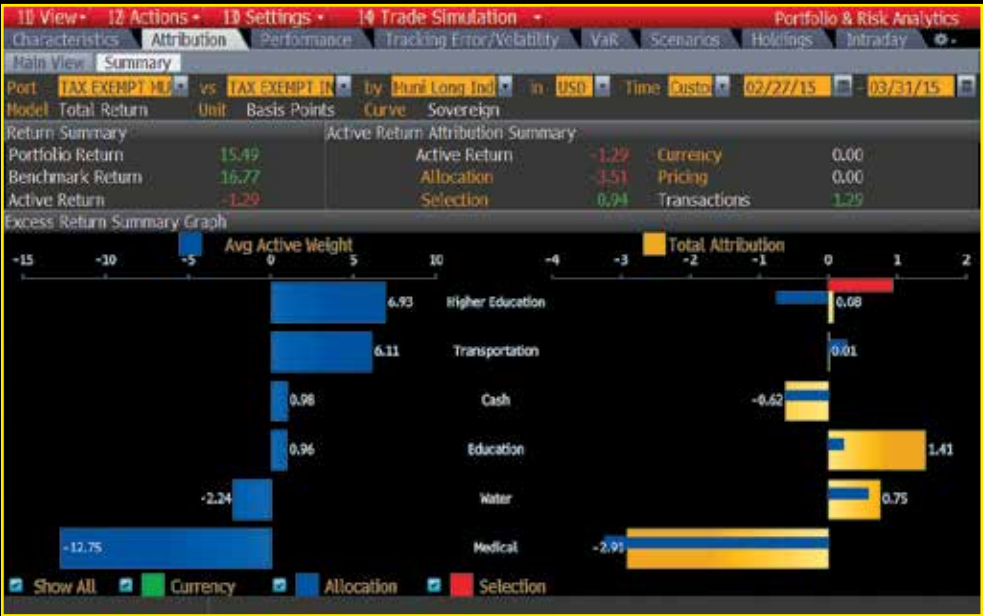 1) View 12 Actions 13 Settings 14 Trade Simulation Portfolio & Risk Analytics
Characteristics Attribution Performance Tracking Error/Volatility VaR Scenarios Holdings Intraday
Main View Summary
Port TAX EXEMPT MU vs TAX EXEMPT IN by Muni Long Ind in USD Time Custo 02/27/15 - 03/31/15
Model Total Return Unit Basis Points Curve Sovereign
Return Summary Active Return Attribution Summary
Portfolio Return 15.49 Active Return -1.29 Currency 0.00
Benchmark Return 16.77 Allocation -3.51 Pricing 0.00
Active Return -1.29 Selection 0.94 Transactions 1.29
Excess Return Summary Graph
Avg Active Weight Total Attribution
-15 -10 -5 0 5 10 -4 -3 -2 -1 0 1 2
6.93 Higher Education 0.08
6.11 Transportation 0.01
0.98 Cash -0.62
0.96 Education 1.41
-2.24 Water 0.75
-12.75 Medical -2.91
Show All Currency Allocation Selection